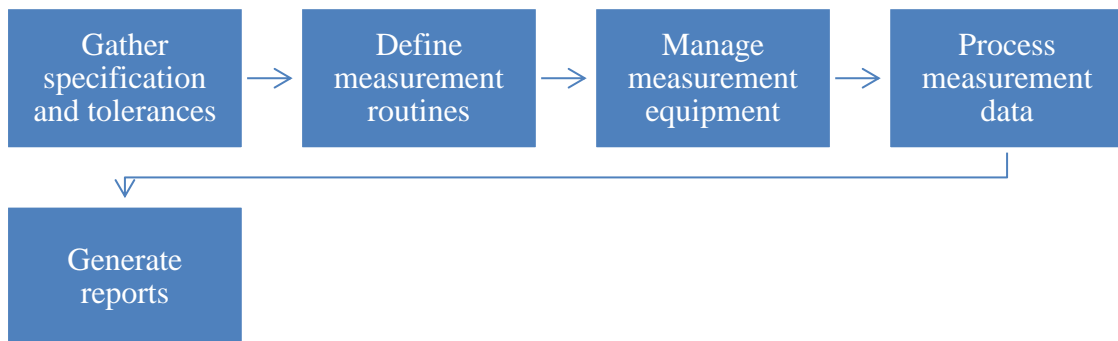 Gather
specification
and tolerances
Define
measurement
routines
Manage
measurement
equipment
Process
measurement
data
Generate
reports